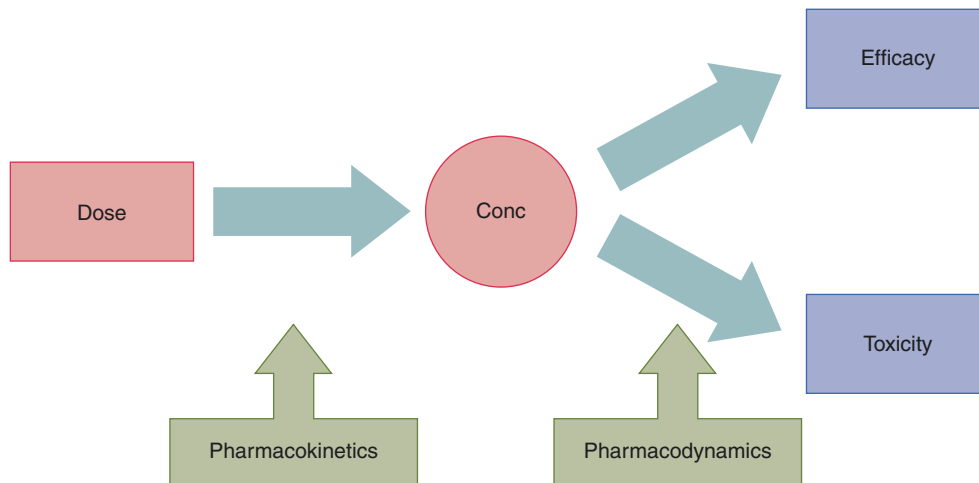 Efficacy
Dose
Conc
Toxicity
Pharmacokinetics
Pharmacodynamics